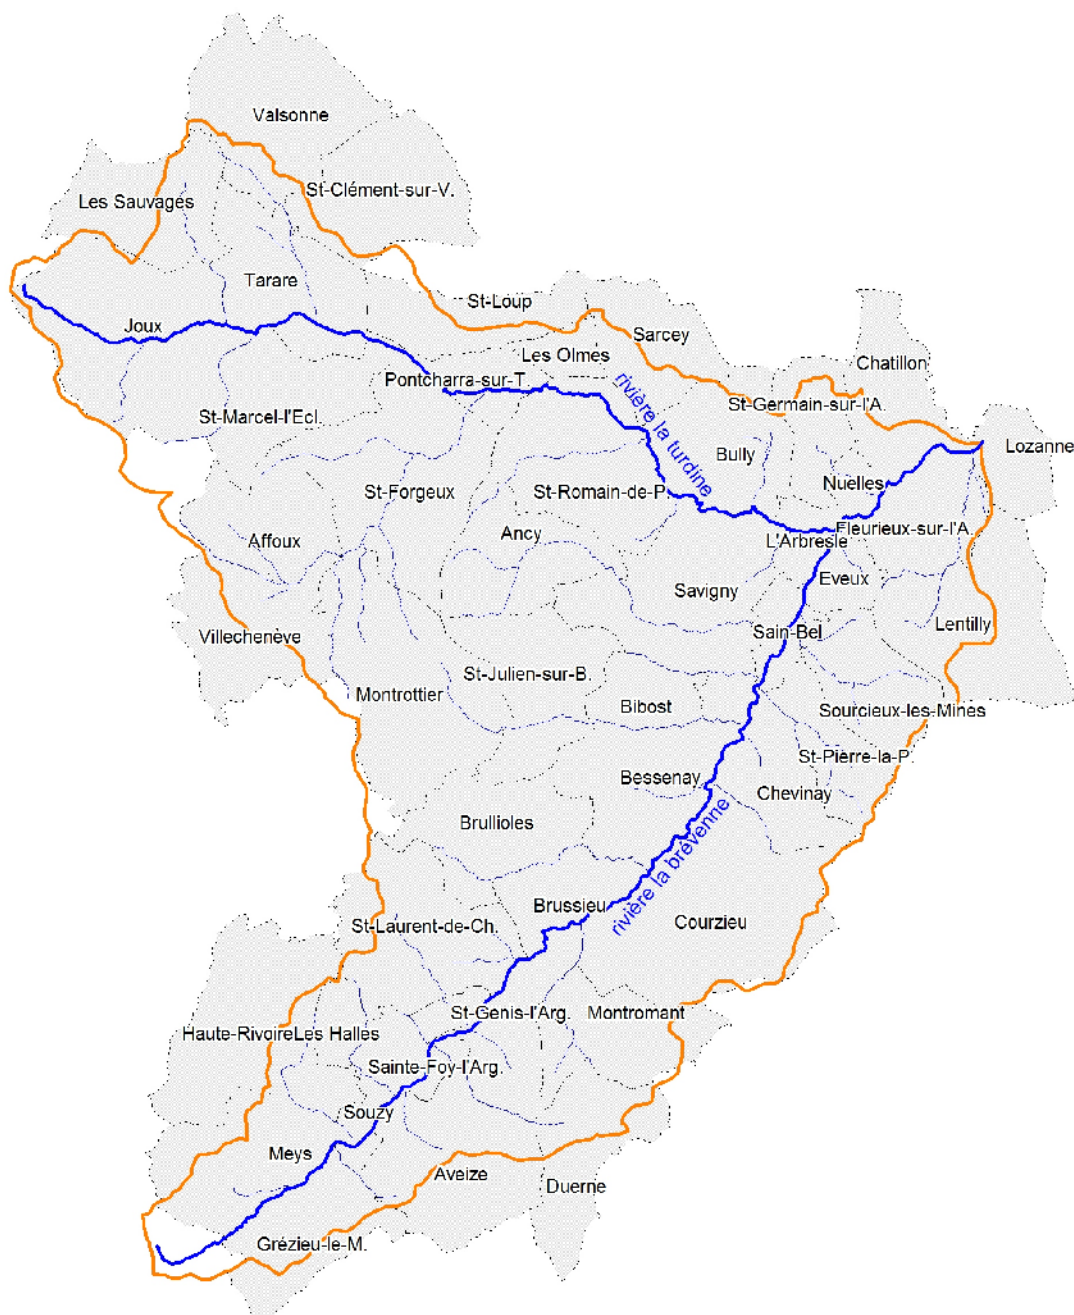 Valsonne
St-Clément-sur-V.
Les Sauvages
Tarare
St-Loup
Joux
Sarcey
Les Olmes
Chatillon
Pontcharra-sur-T.
St-Germain-sur-l'A.
St-Marcel-l'Ecl.
rivière la turdine
Lozanne
Bully
Nuelles
St-Forgeux
St-Romain-de-P.
Fleurieux-sur-l'A.
Ancy
L'Arbresle
Affoux
Eveux
Savigny
Lentilly
Sain-Bel
Villechenève
St-Julien-sur-B.
Montrottier
Bibost
Sourcieux-les-Mines
St-Pierre-la-P.
Bessenay
Chevinay
Brullioles
rivière la brévenne
Brussieu
Courzieu
St-Laurent-de-Ch.
St-Genis-l'Arg.
Montromant
Haute-Rivoire
Les Halles
Sainte-Foy-l'Arg.
Souzy
Meys
Aveize
Duerne
Grézieu-le-M.